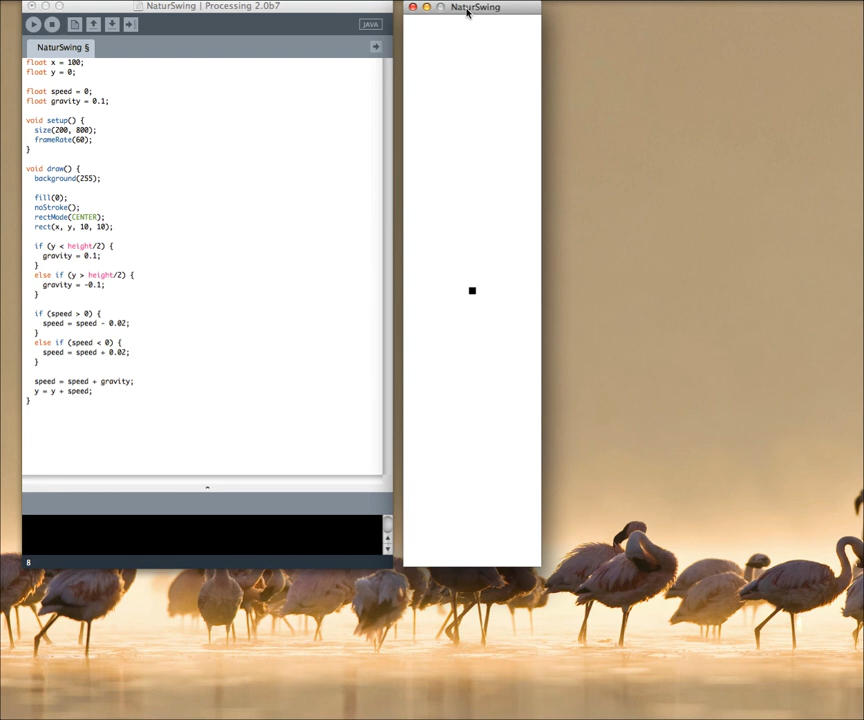 NaturSwing | Processing 2.0b7
NaturSwing
JAVA
NaturSwing §
float x = 100;
float y = 0;
float speed = 0;
float gravity = 0.1;
void setup() {
size(200, 800);
frameRate(60);
}
void draw() {
background(255);
fill(0);
noStroke();
rectMode(CENTER);
rect(x, y, 10, 10);
if (y < height/2) {
gravity = 0.1;
}
else if (y > height/2) {
gravity = -0.1;
}
if (speed > 0) {
speed = speed - 0.02;
}
else if (speed < 0) {
speed = speed + 0.02;
}
speed = speed + gravity;
y = y + speed;
}
8